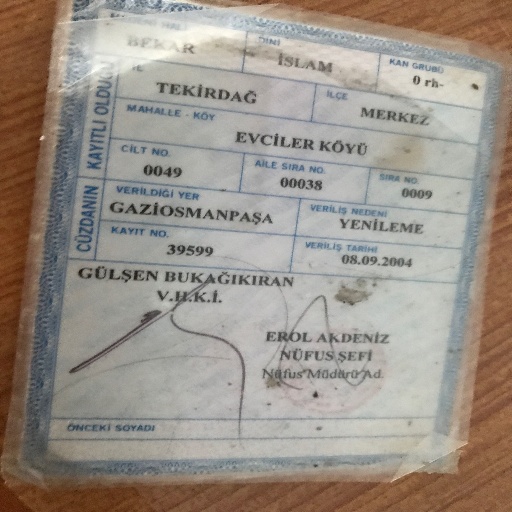 MEDENİ HALİ DİNİ KAN GRUBU
BEKAR İSLAM 0 rh-
İL İLÇE
TEKİRDAĞ MERKEZ
MAHALLE - KÖY
EVCİLER KÖYÜ
CİLT NO. AİLE SIRA NO. SIRA NO.
0049 00038 0009
VERİLDİĞİ YER VERİLİŞ NEDENİ
GAZİOSMANPAŞA YENİLEME
KAYIT NO. VERİLİŞ TARİHİ
39599 08.09.2004
CÜZDANIN KAYITLI OLDUĞU
GÜLŞEN BUKAĞIKIRAN
V.H.K.İ.
EROL AKDENİZ
NÜFUS ŞEFİ
Nüfus Müdürü Ad.
ÖNCEKİ SOYADI